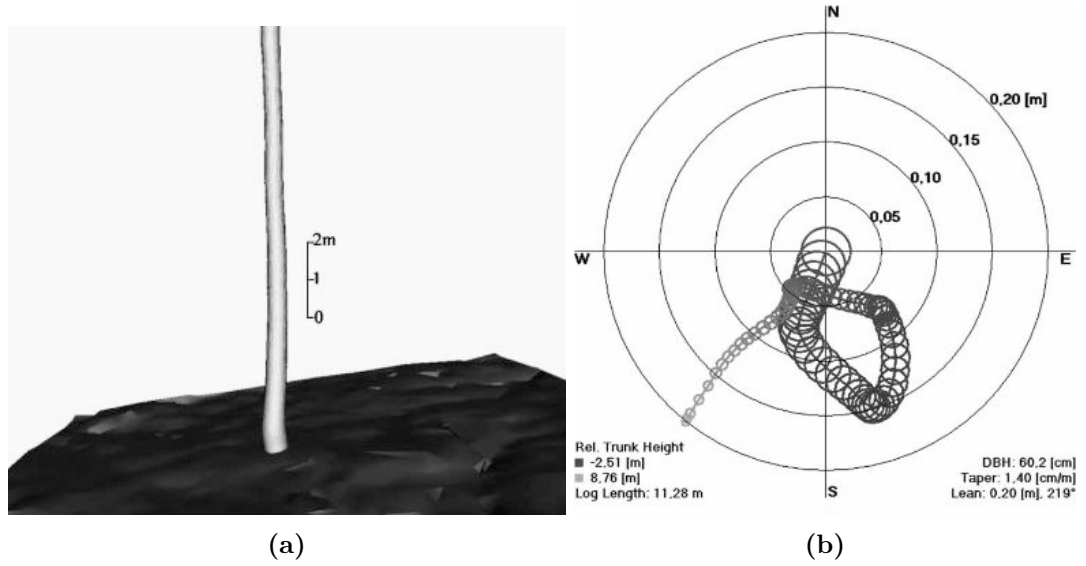 2m
1
0
N
0,20 [m]
0,15
0,10
0,05
W
E
Rel. Trunk Height
-2,51 [m]
8,76 [m]
Log Length: 11,28 m
DBH: 60,2 [cm]
Taper: 1,40 [cm/m]
Lean: 0,20 [m], 219°
S
(a)
(b)